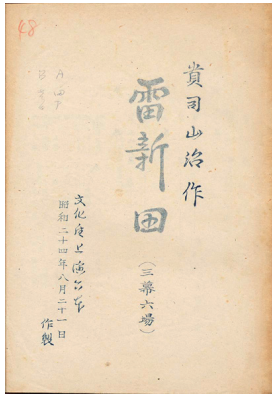 48
貴司山治作
雷新田
（三幕六場）
文化座上演台本
昭和二十四年八月二十一日
作製